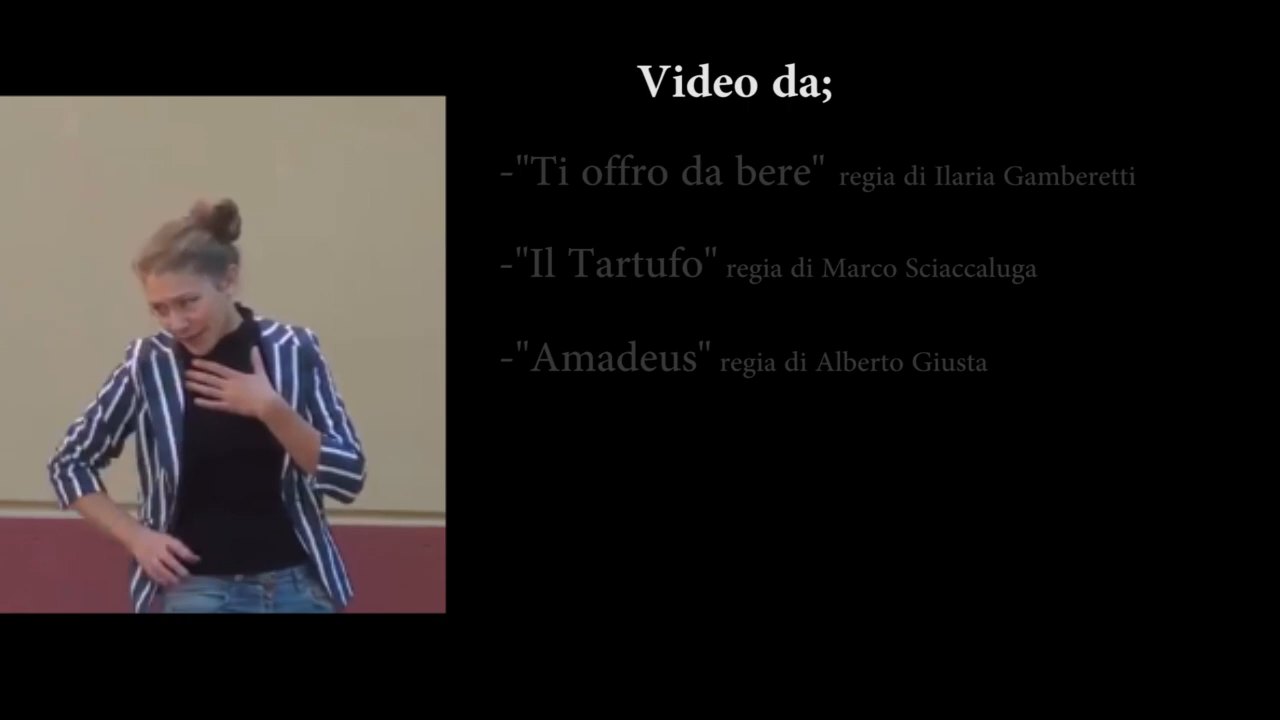 Video da;
-"Ti offro da bere" regia di Ilaria Gamberetti
-"Il Tartufo" regia di Marco Sciaccaluga
-"Amadeus" regia di Alberto Giusta